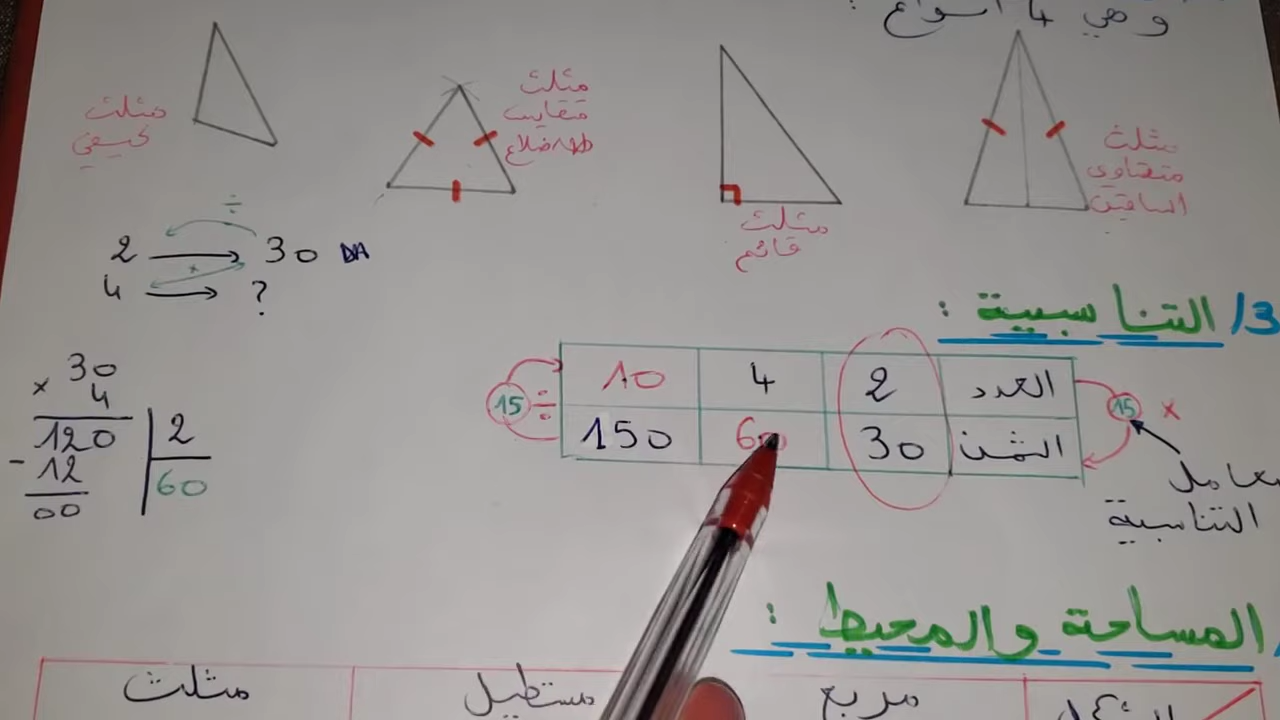 وهي 4 أنواع :
مثلث
متساوي
الساقين
مثلث
قائم
مثلث
متقايس
الأضلاع
مثلث
كيفي
÷
2 → 30 DA
×
4 → ?
3/ التناسبية :
العدد 2 4 10
الثمن 30 60 150
15 ×
÷ 15
معامل
التناسبية
30
× 4
120 2
- 12 60
00
المساحة والمحيط :
الشكل مربع مستطيل مثلث